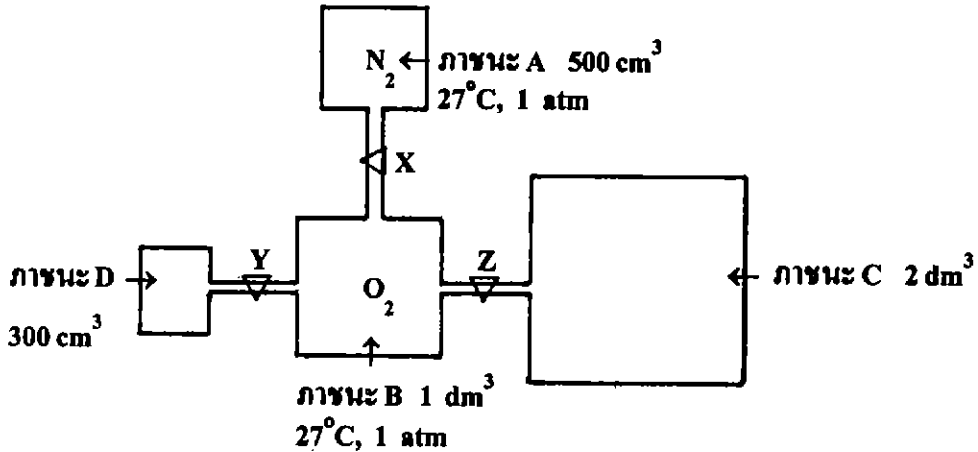 N₂ ← ภาชนะ A 500 cm³
27°C, 1 atm
X
Y
Z
ภาชนะ D →
300 cm³
O₂
← ภาชนะ C 2 dm³
↑
ภาชนะ B 1 dm³
27°C, 1 atm